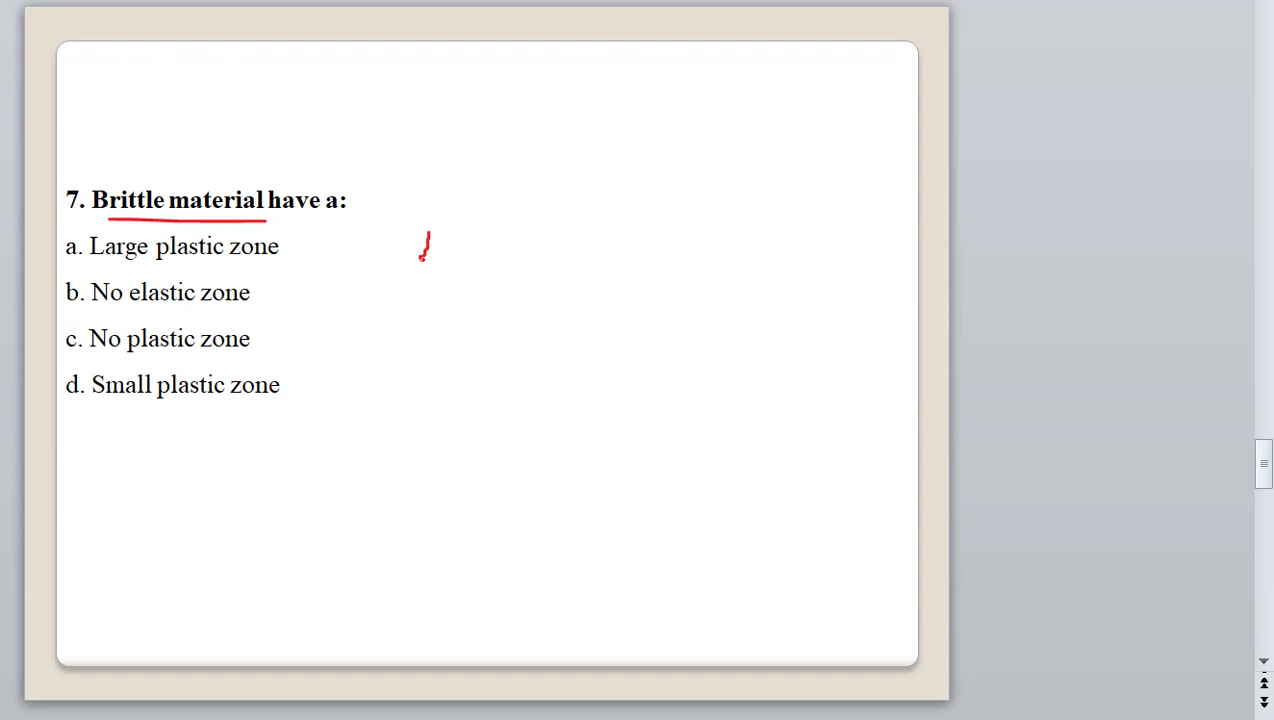 7. Brittle material have a:
a. Large plastic zone
b. No elastic zone
c. No plastic zone
d. Small plastic zone